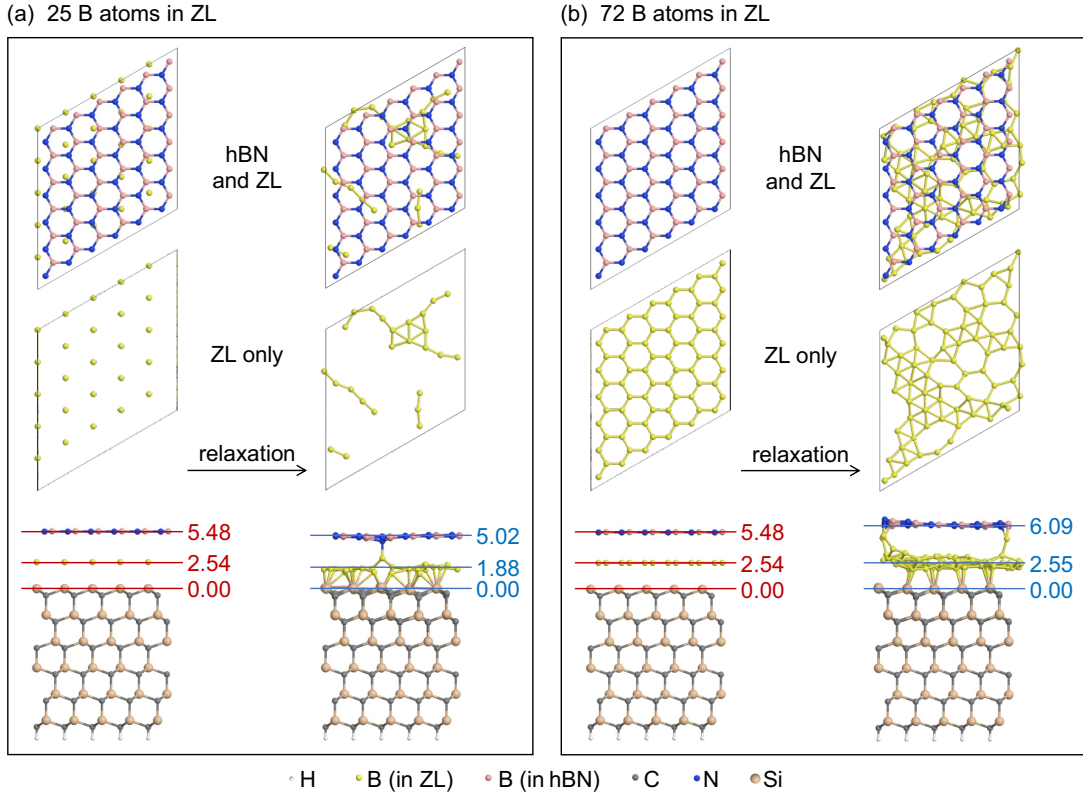 (a) 25 B atoms in ZL
hBN
and ZL
ZL only
relaxation
5.48
2.54
0.00
5.02
1.88
0.00
(b) 72 B atoms in ZL
hBN
and ZL
ZL only
relaxation
5.48
2.54
0.00
6.09
2.55
0.00
H B (in ZL) B (in hBN) C N Si